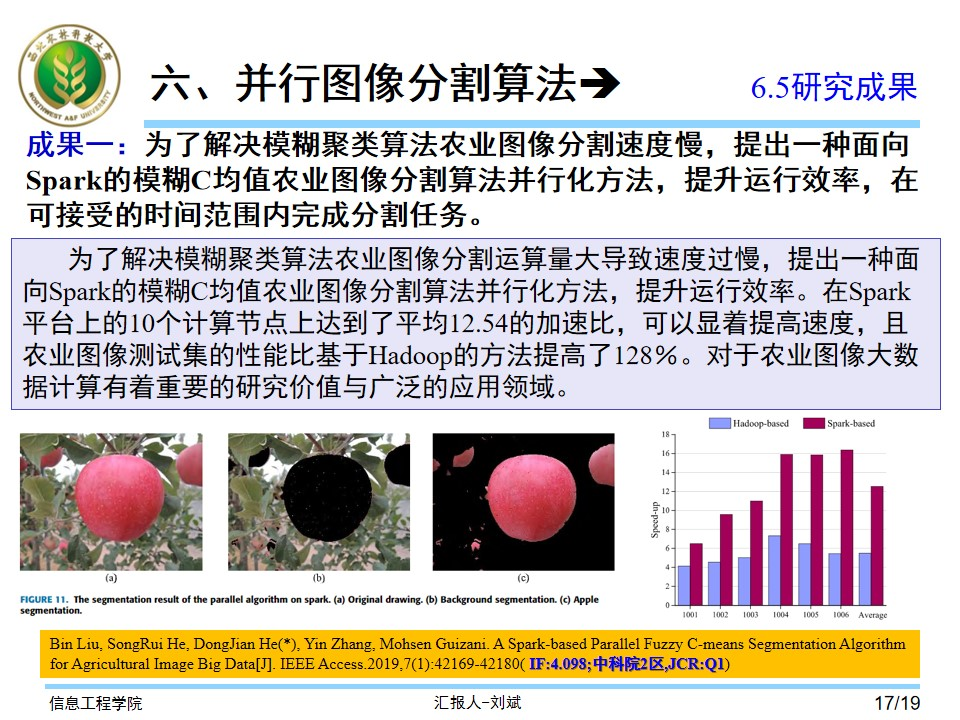 西北农林科技大学
NORTHWEST A&F UNIVERSITY
六、并行图像分割算法➔
6.5研究成果
成果一：为了解决模糊聚类算法农业图像分割速度慢，提出一种面向
Spark的模糊C均值农业图像分割算法并行化方法，提升运行效率，在
可接受的时间范围内完成分割任务。
为了解决模糊聚类算法农业图像分割运算量大导致速度过慢，提出一种面
向Spark的模糊C均值农业图像分割算法并行化方法，提升运行效率。在Spark
平台上的10个计算节点上达到了平均12.54的加速比，可以显着提高速度，且
农业图像测试集的性能比基于Hadoop的方法提高了128％。对于农业图像大数
据计算有着重要的研究价值与广泛的应用领域。
(a)
(b)
(c)
FIGURE 11. The segmentation result of the parallel algorithm on spark. (a) Original drawing. (b) Background segmentation. (c) Apple
segmentation.
Hadoop-based
Spark-based
Speed-up
18
16
14
12
10
8
6
4
2
0
1001 1002 1003 1004 1005 1006 Average
Bin Liu, SongRui He, DongJian He(*), Yin Zhang, Mohsen Guizani. A Spark-based Parallel Fuzzy C-means Segmentation Algorithm
for Agricultural Image Big Data[J]. IEEE Access.2019,7(1):42169-42180( IF:4.098;中科院2区,JCR:Q1)
信息工程学院
汇报人-刘斌
17/19